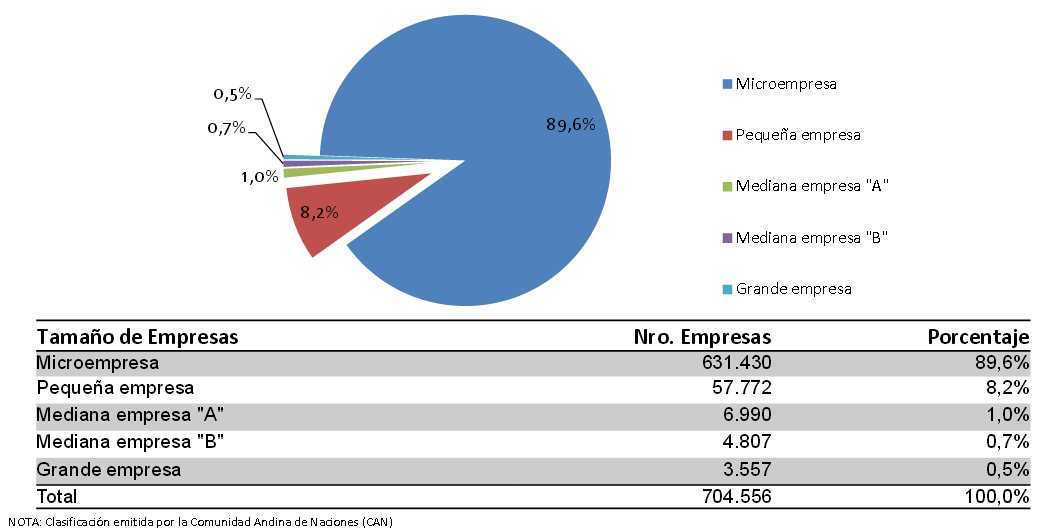 0,5%
0,7%
1,0%
8,2%
89,6%
Microempresa
Pequeña empresa
Mediana empresa "A"
Mediana empresa "B"
Grande empresa
Tamaño de Empresas Nro. Empresas Porcentaje
Microempresa 631.430 89,6%
Pequeña empresa 57.772 8,2%
Mediana empresa "A" 6.990 1,0%
Mediana empresa "B" 4.807 0,7%
Grande empresa 3.557 0,5%
Total 704.556 100,0%
NOTA: Clasificación emitida por la Comunidad Andina de Naciones (CAN)